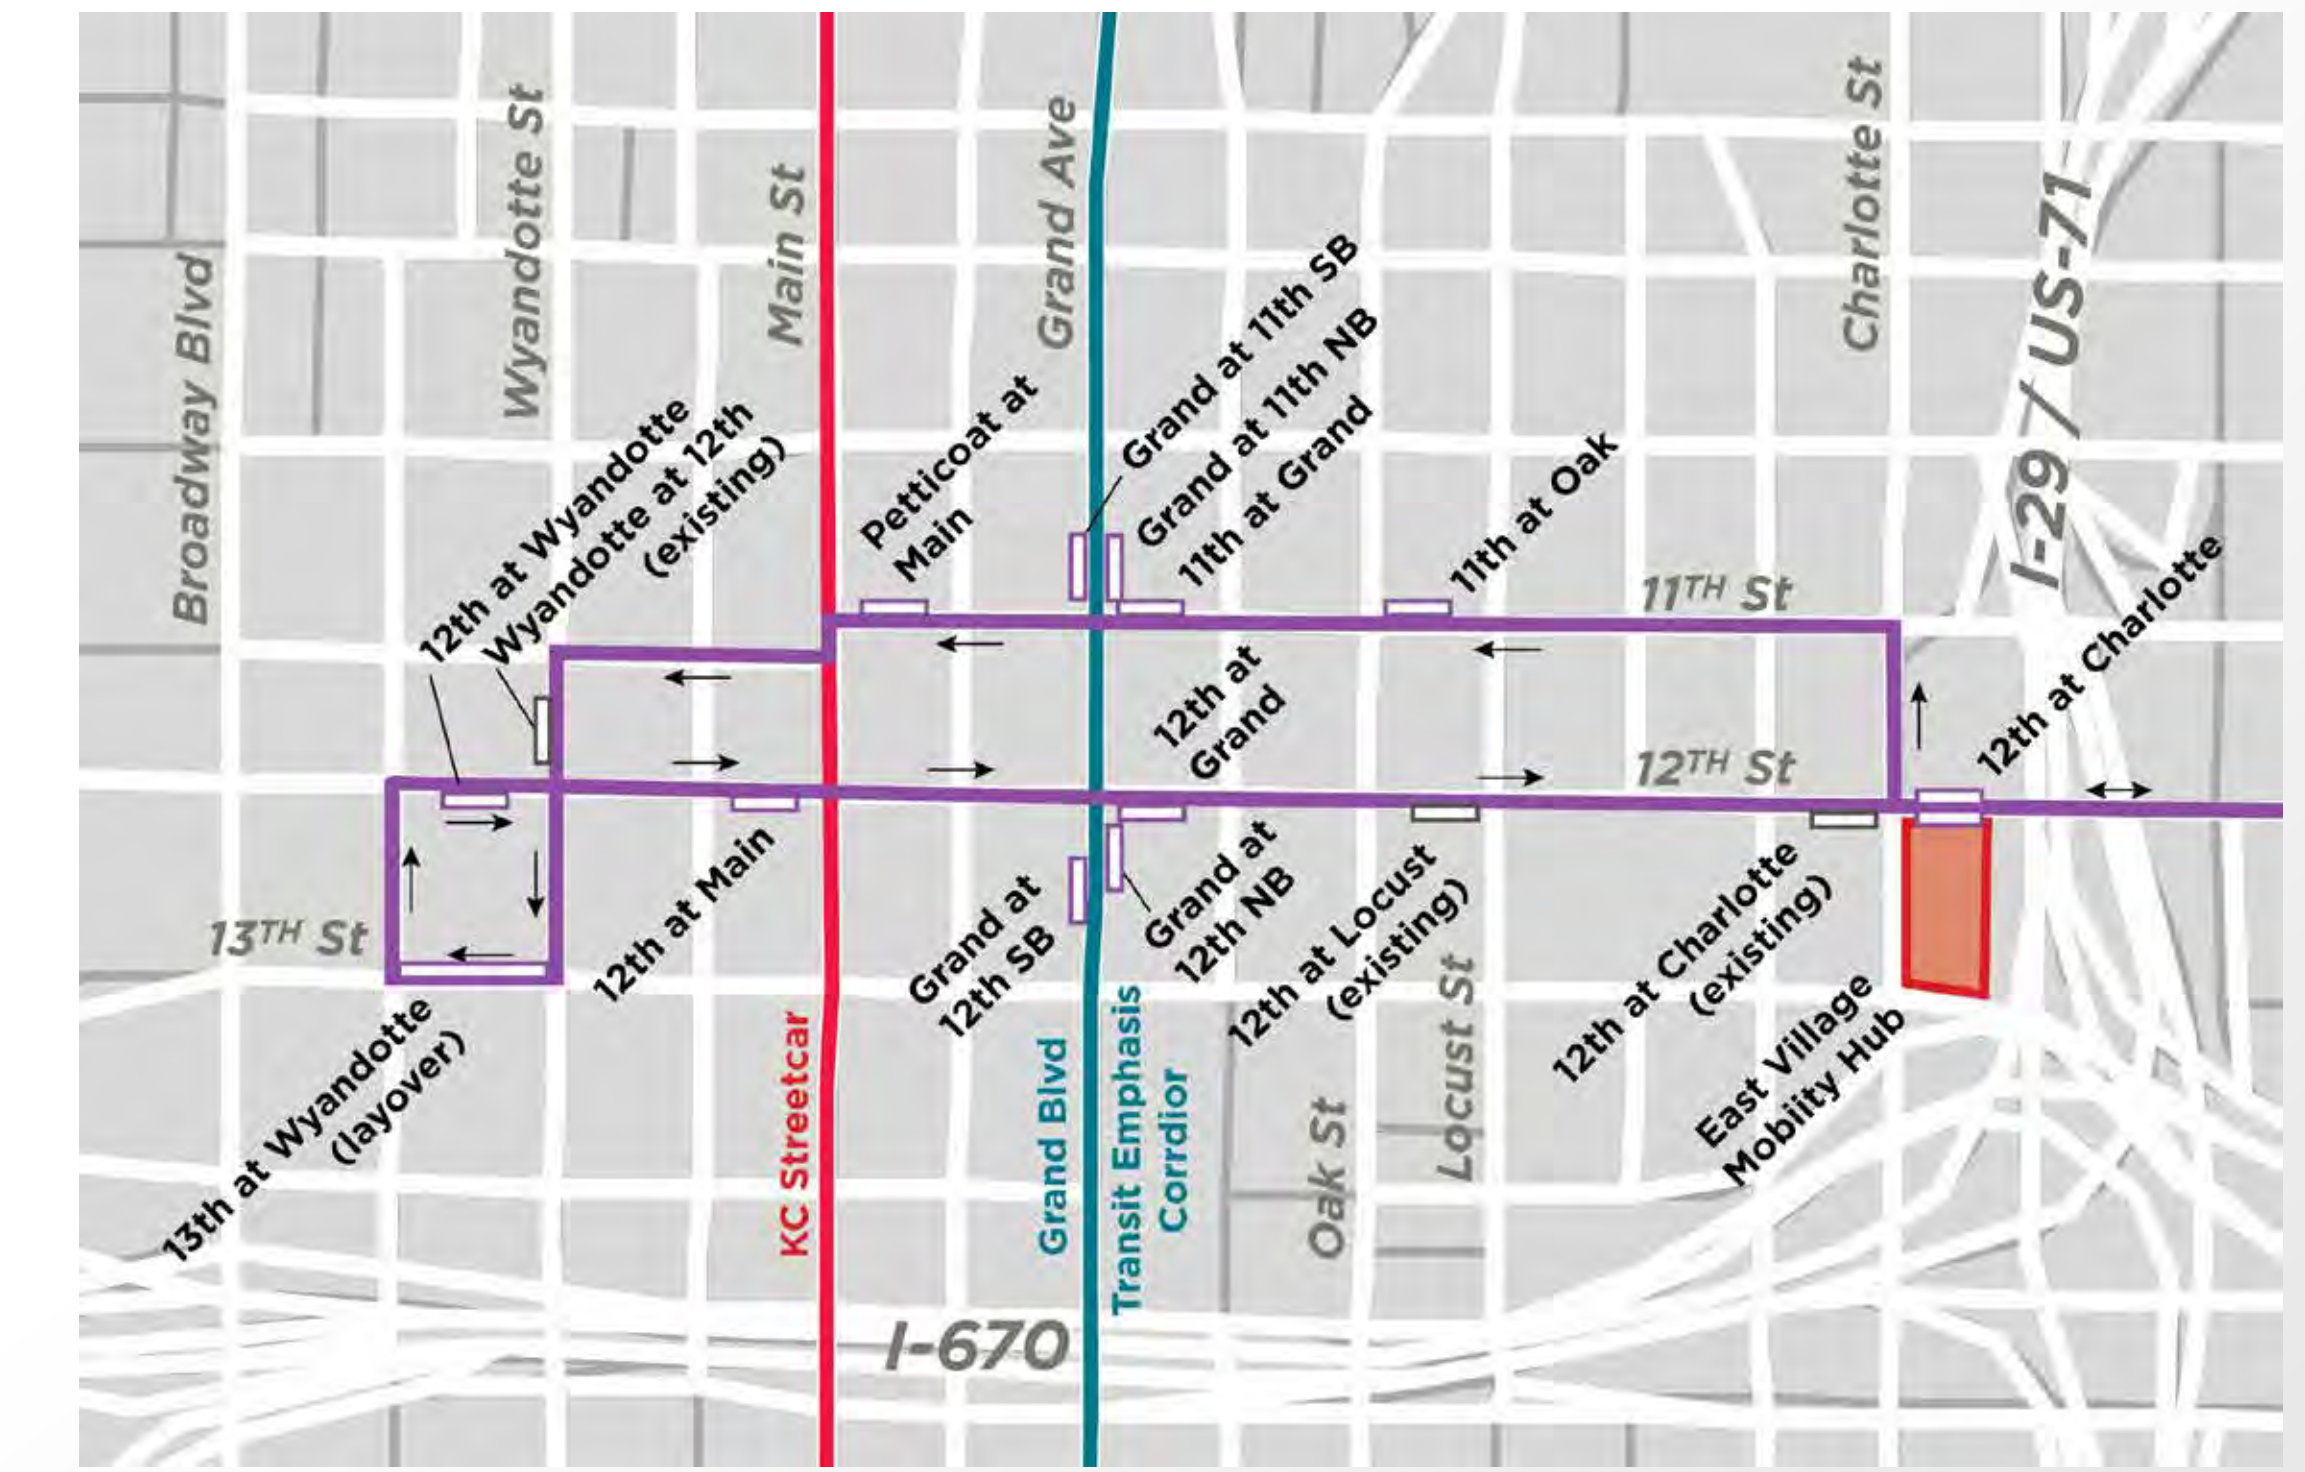 Broadway Blvd
Wyandotte St
Main St
Grand Ave
Charlotte St
I-29 / US-71
12th at Wyandotte
Wyandotte at 12th
(existing)
Petticoat at
Main
Grand at 11th SB
Grand at 11th NB
11th at Grand
11th at Oak
11TH St
12th at Charlotte
12th at
Grand
12TH St
13TH St
13th at Wyandotte
(layover)
12th at Main
Grand at
12th SB
Grand at
12th NB
12th at Locust
(existing)
12th at Charlotte
(existing)
East Village
Mobiity Hub
KC Streetcar
Grand Blvd
Transit Emphasis
Corrdior
Oak St
Locust St
I-670